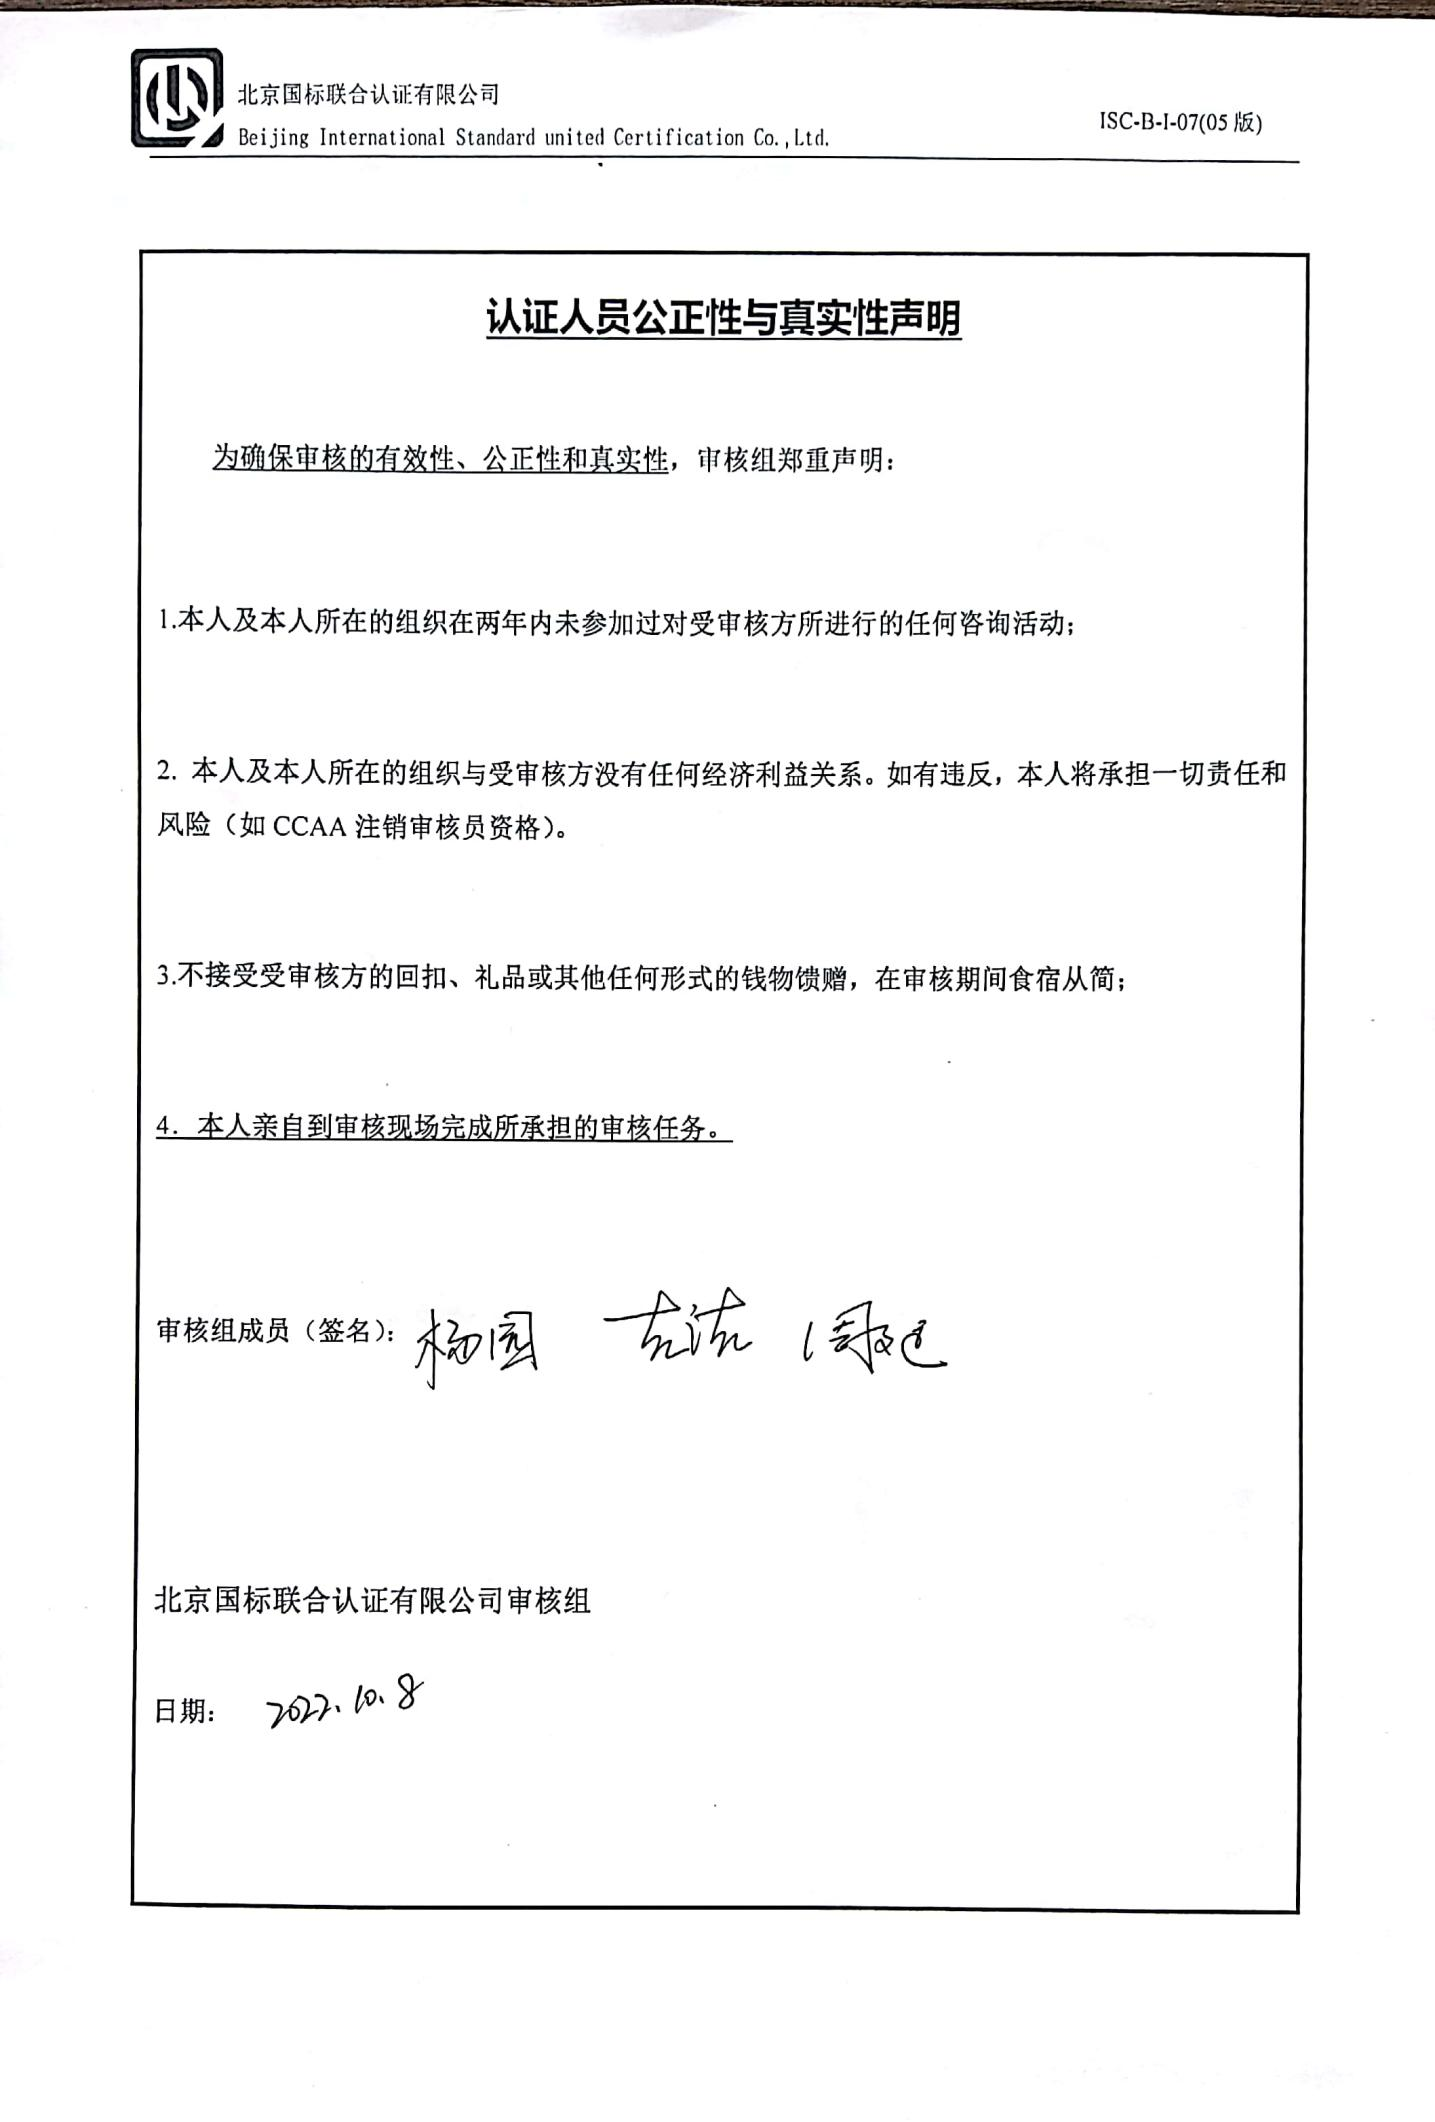 北京国标联合认证有限公司
Beijing International Standard united Certification Co.,Ltd.
ISC-B-I-07(05 版)
认证人员公正性与真实性声明
为确保审核的有效性、公正性和真实性，审核组郑重声明：
1.本人及本人所在的组织在两年内未参加过对受审核方所进行的任何咨询活动；
2. 本人及本人所在的组织与受审核方没有任何经济利益关系。如有违反，本人将承担一切责任和
风险（如 CCAA 注销审核员资格）。
3.不接受受审核方的回扣、礼品或其他任何形式的钱物馈赠，在审核期间食宿从简；
4. 本人亲自到审核现场完成所承担的审核任务。
审核组成员（签名）： 杨园
北京国标联合认证有限公司审核组
日期： 2022.10.8